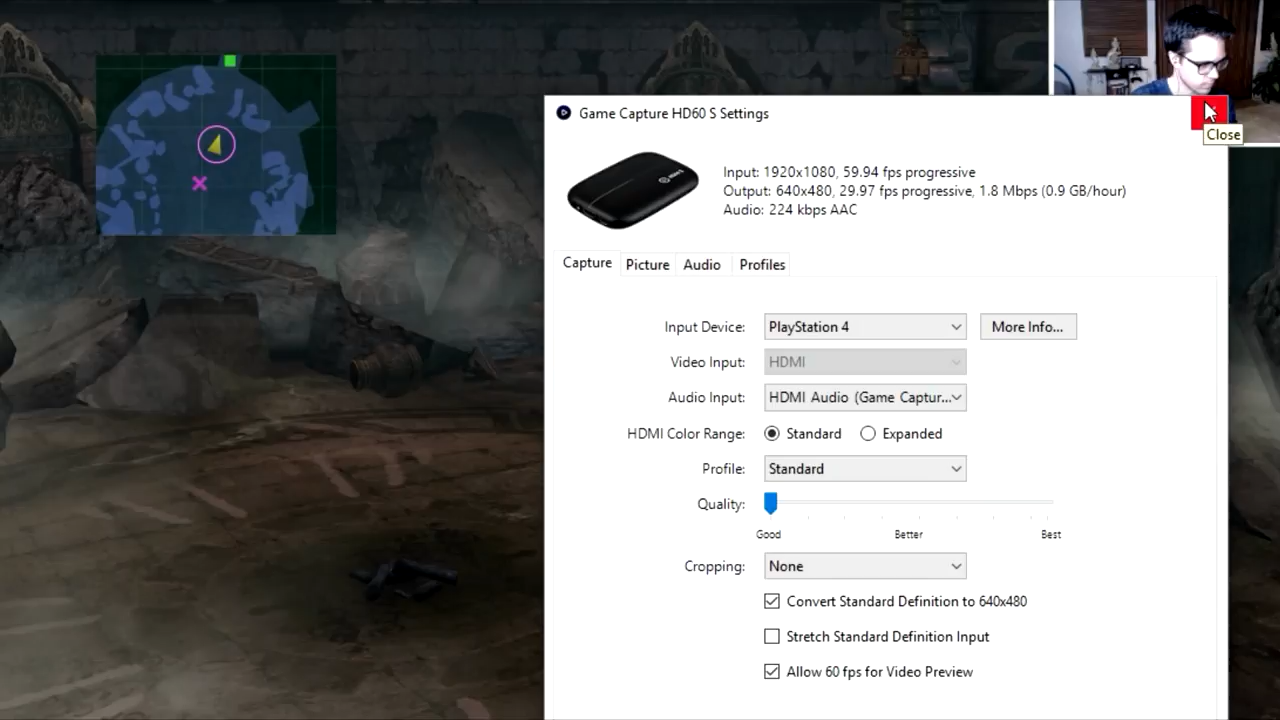 Game Capture HD60 S Settings
Close
Input: 1920x1080, 59.94 fps progressive
Output: 640x480, 29.97 fps progressive, 1.8 Mbps (0.9 GB/hour)
Audio: 224 kbps AAC
Capture Picture Audio Profiles
Input Device: PlayStation 4 More Info...
Video Input: HDMI
Audio Input: HDMI Audio (Game Captur...
HDMI Color Range: Standard Expanded
Profile: Standard
Quality:
Good Better Best
Cropping: None
Convert Standard Definition to 640x480
Stretch Standard Definition Input
Allow 60 fps for Video Preview